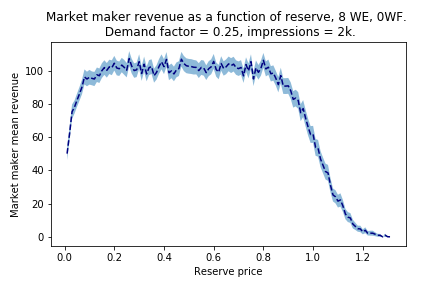 Market maker revenue as a function of reserve, 8 WE, 0WF.
Demand factor = 0.25, impressions = 2k.
Market maker mean revenue
100
80
60
40
20
0
0.0 0.2 0.4 0.6 0.8 1.0 1.2
Reserve price